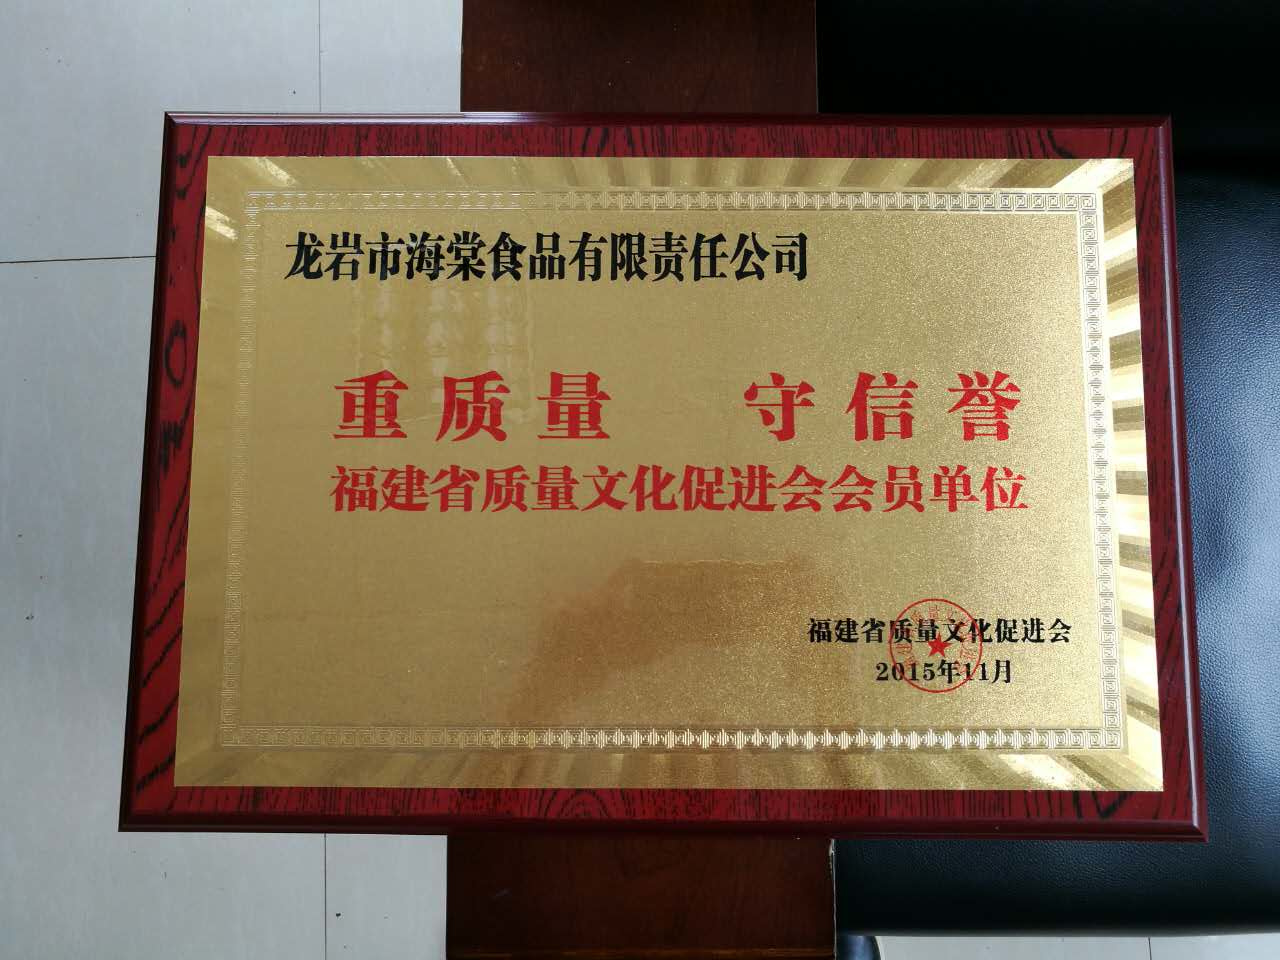 龙岩市海棠食品有限责任公司
重质量 守信誉
福建省质量文化促进会会员单位
福建省质量文化促进会
2015年11月